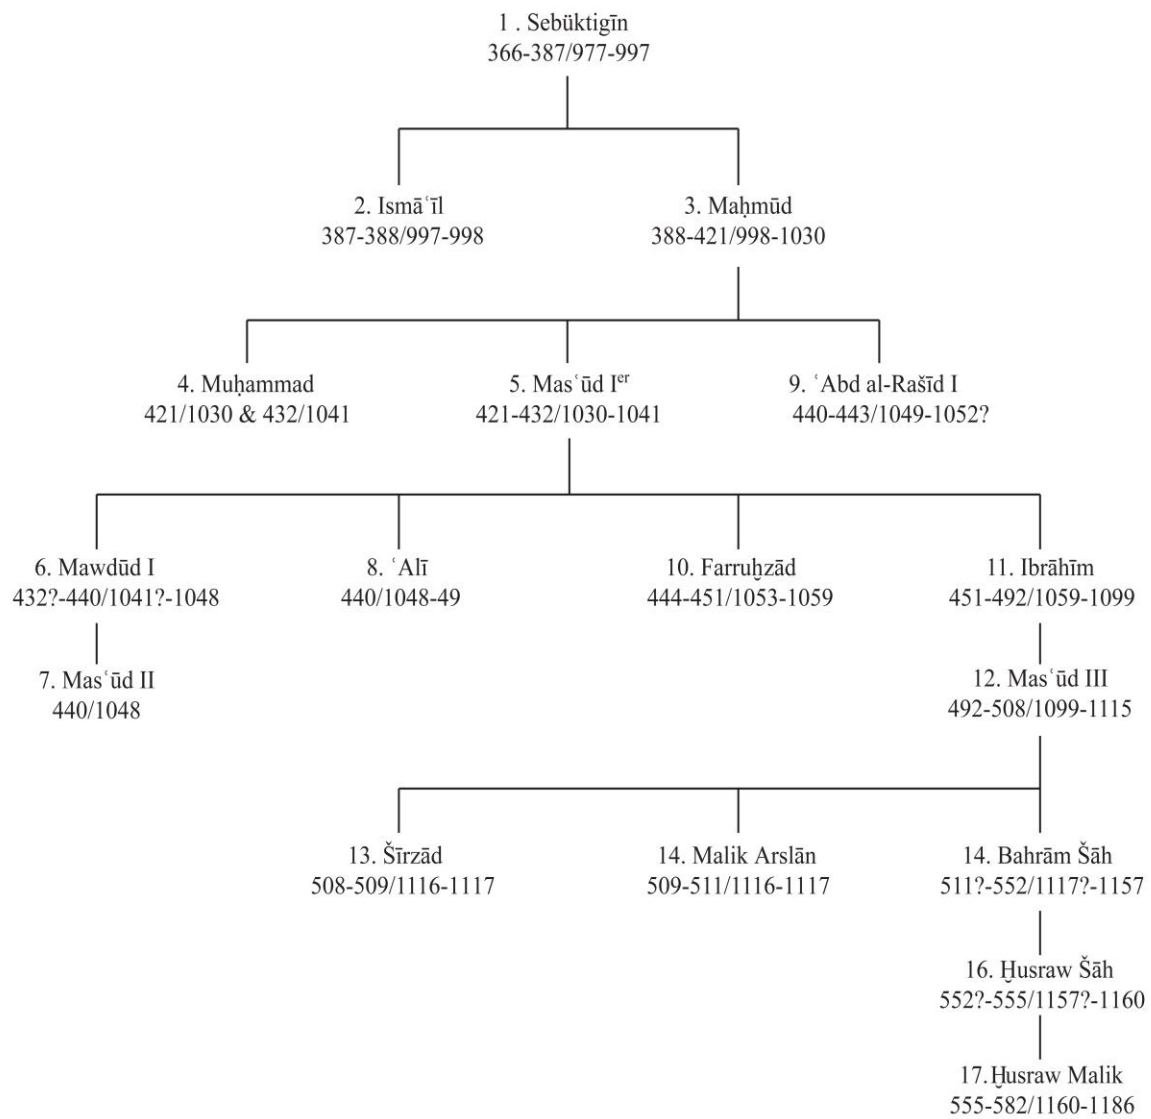 1 . Sebüktigīn
366-387/977-997
2. Ismāʿīl
387-388/997-998
3. Maḥmūd
388-421/998-1030
4. Muḥammad
421/1030 & 432/1041
5. Masʿūd Ier
421-432/1030-1041
9. ʿAbd al-Rašīd I
440-443/1049-1052?
6. Mawdūd I
432?-440/1041?-1048
8. ʿAlī
440/1048-49
10. Farruḫzād
444-451/1053-1059
11. Ibrāhīm
451-492/1059-1099
7. Masʿūd II
440/1048
12. Masʿūd III
492-508/1099-1115
13. Šīrzād
508-509/1116-1117
14. Malik Arslān
509-511/1116-1117
14. Bahrām Šāh
511?-552/1117?-1157
16. Ḫusraw Šāh
552?-555/1157?-1160
17.Ḫusraw Malik
555-582/1160-1186